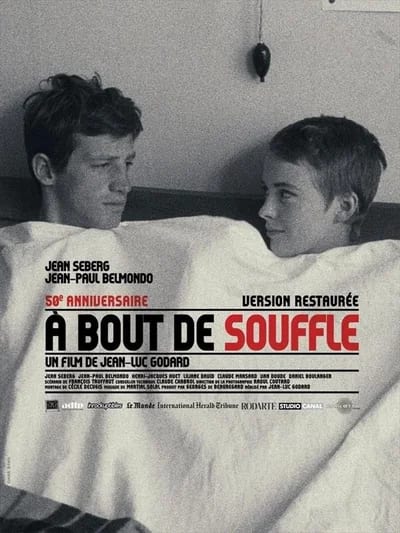 JEAN SEBERG
JEAN-PAUL BELMONDO
50e ANNIVERSAIRE
VERSION RESTAURÉE
À BOUT DE SOUFFLE
UN FILM DE JEAN-LUC GODARD
JEAN SEBERG JEAN-PAUL BELMONDO HENRI-JACQUES HUET LILIANE DAVID CLAUDE MANSARD VAN DOUDE DANIEL BOULANGER
SCÉNARIO DE FRANÇOIS TRUFFAUT CONSEILLER TECHNIQUE CLAUDE CHABROL DIRECTION DE LA PHOTOGRAPHIE RAOUL COUTARD
MONTAGE DE CÉCILE DECUGIS MUSIQUE DE MARTIAL SOLAL PRODUIT PAR GEORGES DE BEAUREGARD RÉALISÉ PAR JEAN-LUC GODARD
Le Monde International Herald Tribune RODARTE STUDIO CANAL